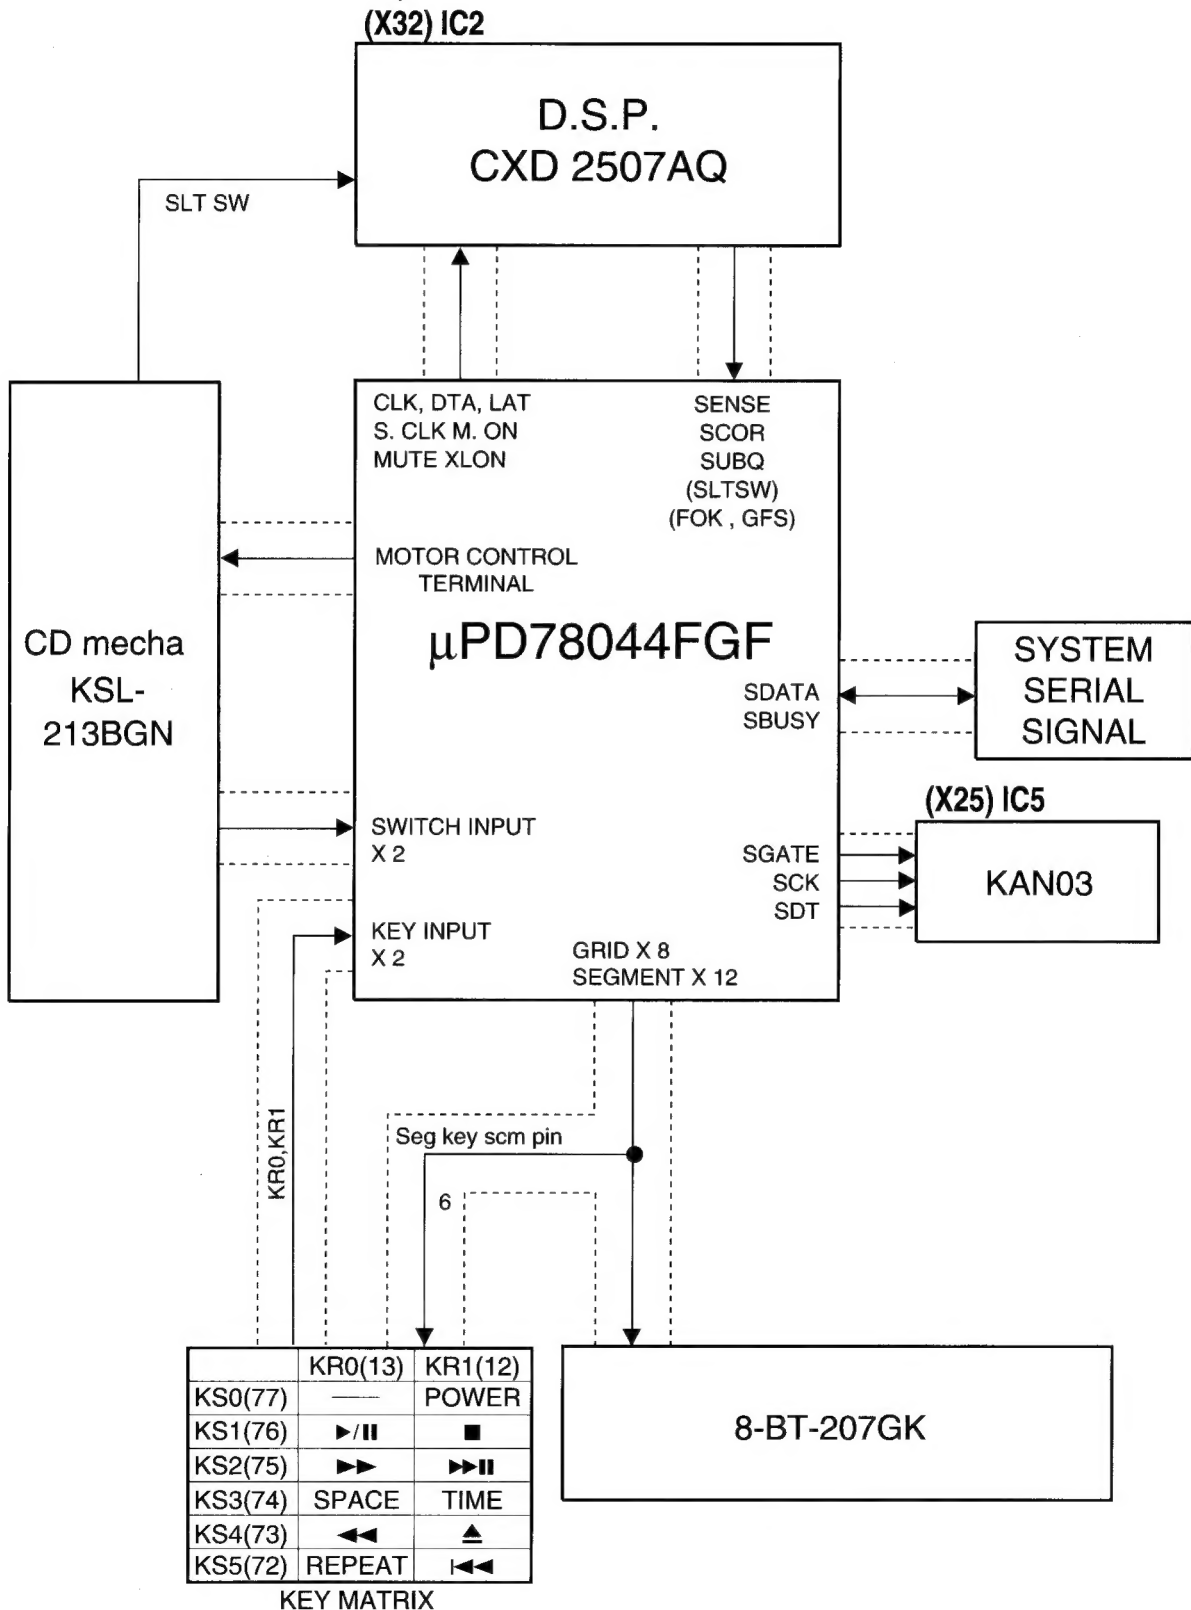 (X32) IC2
D.S.P.
CXD 2507AQ
SLT SW
CLK, DTA, LAT
S. CLK M. ON
MUTE XLON
SENSE
SCOR
SUBQ
(SLTSW)
(FOK , GFS)
MOTOR CONTROL
TERMINAL
µPD78044FGF
CD mecha
KSL-
213BGN
SDATA
SBUSY
SYSTEM
SERIAL
SIGNAL
(X25) IC5
SWITCH INPUT
X 2
SGATE
SCK
SDT
KAN03
KEY INPUT
X 2
GRID X 8
SEGMENT X 12
KR0,KR1
Seg key scm pin
6
KR0(13) KR1(12)
KS0(77) — POWER
KS1(76) ▶/II ■
KS2(75) ▶▶ ▶▶II
KS3(74) SPACE TIME
KS4(73) ◀◀ ⏏
KS5(72) REPEAT I◀◀
KEY MATRIX
8-BT-207GK